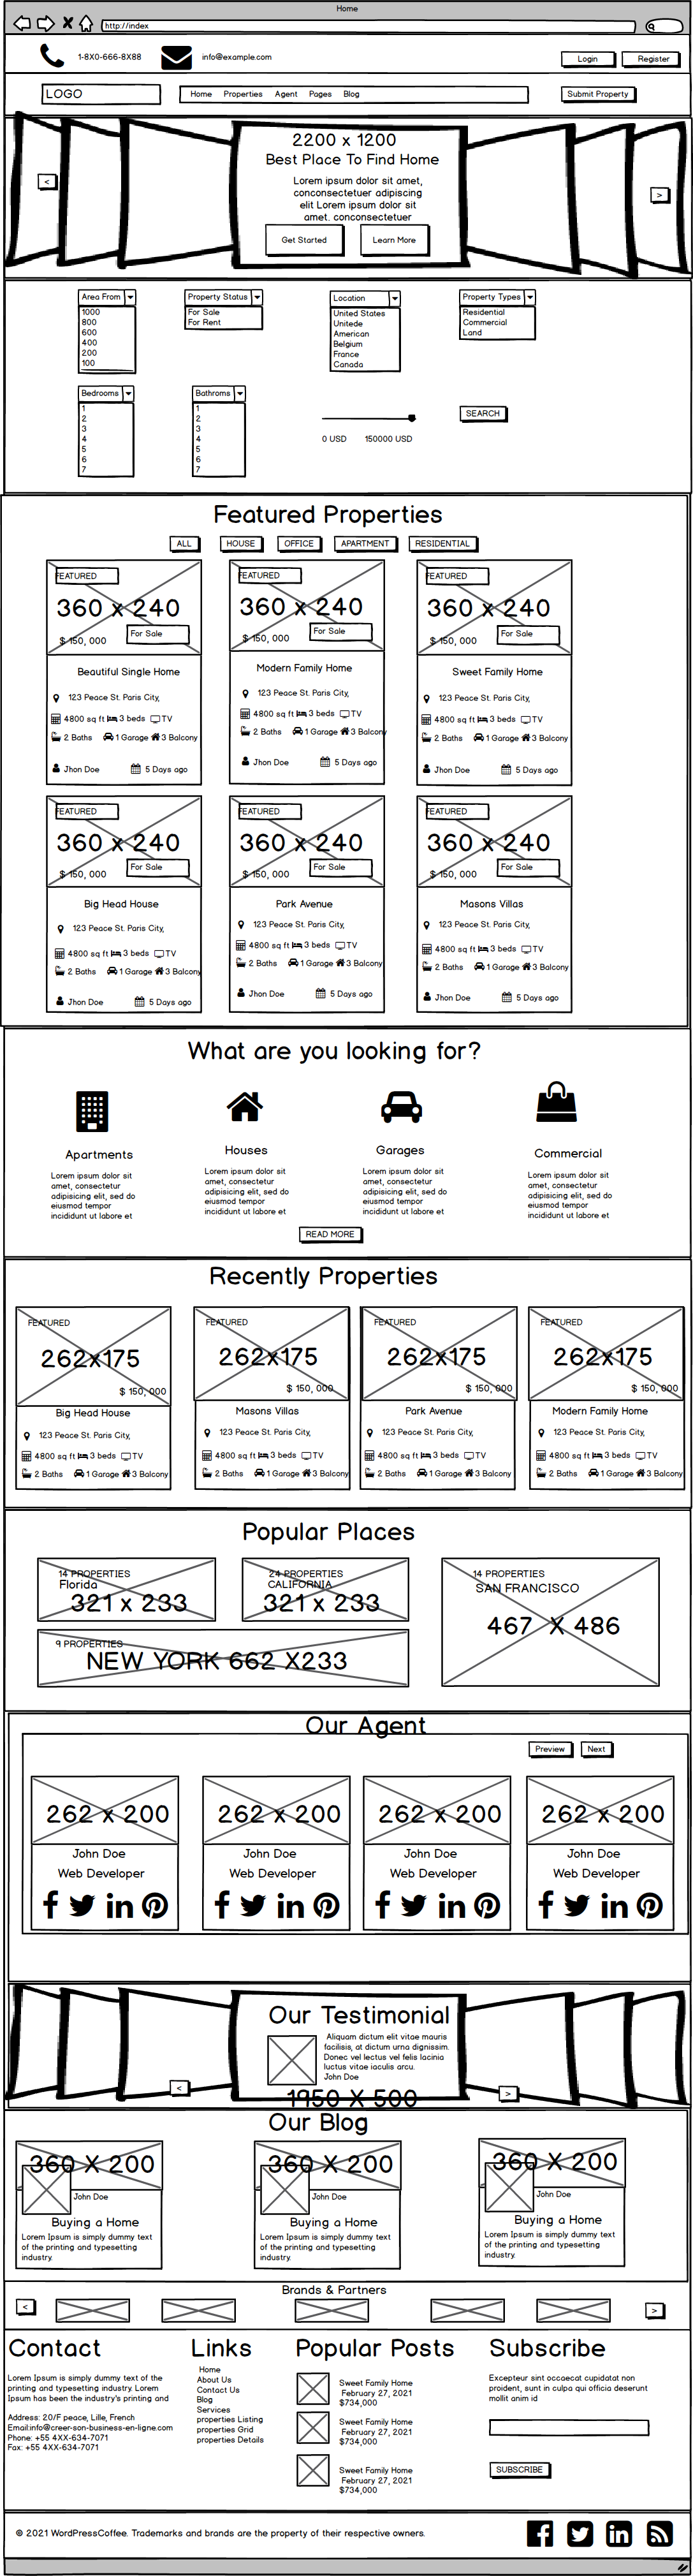 Home
http://index
1-8X0-666-8X88
info@example.com
Login
Register
LOGO
Home Properties Agent Pages Blog
Submit Property
2200 x 1200
Best Place To Find Home
Lorem ipsum dolor sit amet,
conconsectetuer adipiscing
elit Lorem ipsum dolor sit
amet. conconsectetuer
<
>
Get Started
Learn More
Area From
1000
800
600
400
200
100
Property Status
For Sale
For Rent
Location
United States
Unitede
American
Belgium
France
Canada
Property Types
Residential
Commercial
Land
Bedrooms
1
2
3
4
5
6
7
Bathroms
1
2
3
4
5
6
7
0 USD 150000 USD
SEARCH
Featured Properties
ALL HOUSE OFFICE APARTMENT RESIDENTIAL
FEATURED
360 x 240
For Sale
$ 150, 000
Beautiful Single Home
123 Peace St. Paris City,
4800 sq ft 3 beds TV
2 Baths 1 Garage 3 Balcony
Jhon Doe 5 Days ago
FEATURED
360 x 240
For Sale
$ 150, 000
Modern Family Home
123 Peace St. Paris City,
4800 sq ft 3 beds TV
2 Baths 1 Garage 3 Balcony
Jhon Doe 5 Days ago
FEATURED
360 x 240
For Sale
$ 150, 000
Sweet Family Home
123 Peace St. Paris City,
4800 sq ft 3 beds TV
2 Baths 1 Garage 3 Balcony
Jhon Doe 5 Days ago
FEATURED
360 x 240
For Sale
$ 150, 000
Big Head House
123 Peace St. Paris City,
4800 sq ft 3 beds TV
2 Baths 1 Garage 3 Balcony
Jhon Doe 5 Days ago
FEATURED
360 x 240
For Sale
$ 150, 000
Park Avenue
123 Peace St. Paris City,
4800 sq ft 3 beds TV
2 Baths 1 Garage 3 Balcony
Jhon Doe 5 Days ago
FEATURED
360 x 240
For Sale
$ 150, 000
Masons Villas
123 Peace St. Paris City,
4800 sq ft 3 beds TV
2 Baths 1 Garage 3 Balcony
Jhon Doe 5 Days ago
What are you looking for?
Apartments
Lorem ipsum dolor sit
amet, consectetur
adipisicing elit, sed do
eiusmod tempor
incididunt ut labore et
Houses
Lorem ipsum dolor sit
amet, consectetur
adipisicing elit, sed do
eiusmod tempor
incididunt ut labore et
Garages
Lorem ipsum dolor sit
amet, consectetur
adipisicing elit, sed do
eiusmod tempor
incididunt ut labore et
Commercial
Lorem ipsum dolor sit
amet, consectetur
adipisicing elit, sed do
eiusmod tempor
incididunt ut labore et
READ MORE
Recently Properties
FEATURED
262x175
$ 150, 000
Big Head House
123 Peace St. Paris City,
4800 sq ft 3 beds TV
2 Baths 1 Garage 3 Balcony
FEATURED
262x175
$ 150, 000
Masons Villas
123 Peace St. Paris City,
4800 sq ft 3 beds TV
2 Baths 1 Garage 3 Balcony
FEATURED
262x175
$ 150, 000
Park Avenue
123 Peace St. Paris City,
4800 sq ft 3 beds TV
2 Baths 1 Garage 3 Balcony
FEATURED
262x175
$ 150, 000
Modern Family Home
123 Peace St. Paris City,
4800 sq ft 3 beds TV
2 Baths 1 Garage 3 Balcony
Popular Places
14 PROPERTIES
Florida
321 x 233
24 PROPERTIES
CALIFORNIA
321 x 233
14 PROPERTIES
SAN FRANCISCO
467 X 486
9 PROPERTIES
NEW YORK 662 X233
Our Agent
Preview Next
262 x 200
John Doe
Web Developer
262 x 200
John Doe
Web Developer
262 x 200
John Doe
Web Developer
262 x 200
John Doe
Web Developer
Our Testimonial
Aliquam dictum elit vitae mauris
facilisis, at dictum urna dignissim.
Donec vel lectus vel felis lacinia
luctus vitae iaculis arcu.
John Doe
<
>
1950 X 500
Our Blog
360 X 200
John Doe
Buying a Home
Lorem Ipsum is simply dummy text
of the printing and typesetting
industry.
360 X 200
John Doe
Buying a Home
Lorem Ipsum is simply dummy text
of the printing and typesetting
industry.
360 X 200
John Doe
Buying a Home
Lorem Ipsum is simply dummy text
of the printing and typesetting
industry.
Brands & Partners
<
>
Contact
Lorem Ipsum is simply dummy text of the
printing and typesetting industry. Lorem
Ipsum has been the industry's printing and
Address: 20/F peace, Lille, French
Email:info@creer-son-business-en-ligne.com
Phone: +55 4XX-634-7071
Fax: +55 4XX-634-7071
Links
Home
About Us
Contact Us
Blog
Services
properties Listing
properties Grid
properties Details
Popular Posts
Sweet Family Home
February 27, 2021
$734,000
Sweet Family Home
February 27, 2021
$734,000
Sweet Family Home
February 27, 2021
$734,000
Subscribe
Excepteur sint occaecat cupidatat non
proident, sunt in culpa qui officia deserunt
mollit anim id
SUBSCRIBE
© 2021 WordPressCoffee. Trademarks and brands are the property of their respective owners.